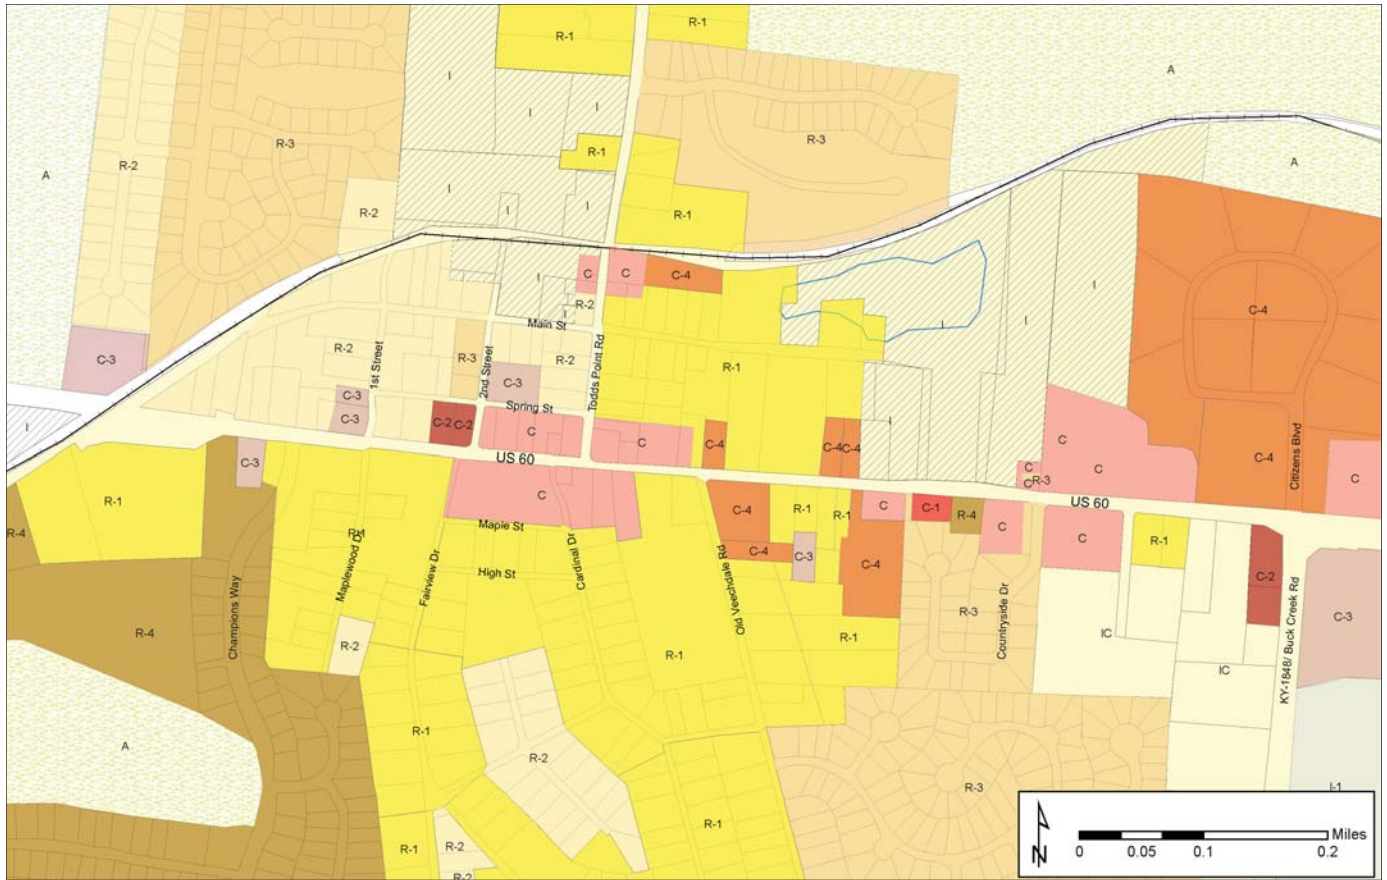 R-1
R-1
I
A
I
I
R-3
R-3
R-1
A
R-2
A
I
R-2
I
I
R-1
C
C
C-4
I
R-2
I
C-4
Main St
I
I
R-2
C-3
R-3
R-2
1st Street
2nd Street
Todds Point Rd
R-1
C-3
C-3
Spring St
C-3
C-2
C-2
I
I
C
C
C-4
C-4
C-4
C
C
C
C-4
Citizens Blvd
C
US 60
C-3
R-3
US 60
R-1
C
C-4
R-1
R-1
C
C-1
R-4
C
C
R-1
R-4
R-1
Maple St
C-4
C-3
C-4
C-2
High St
Maplewood Dr
Fairview Dr
Cardinal Dr
Old Veechdale Rd
Champions Way
R-4
R-3
Countryside Dr
IC
C-3
R-2
R-1
R-1
IC
KY-1848/ Buck Creek Rd
A
R-1
R-2
R-3
I-1
R-1
R-1
R-2
R-2
N
Miles
0
0.05
0.1
0.2